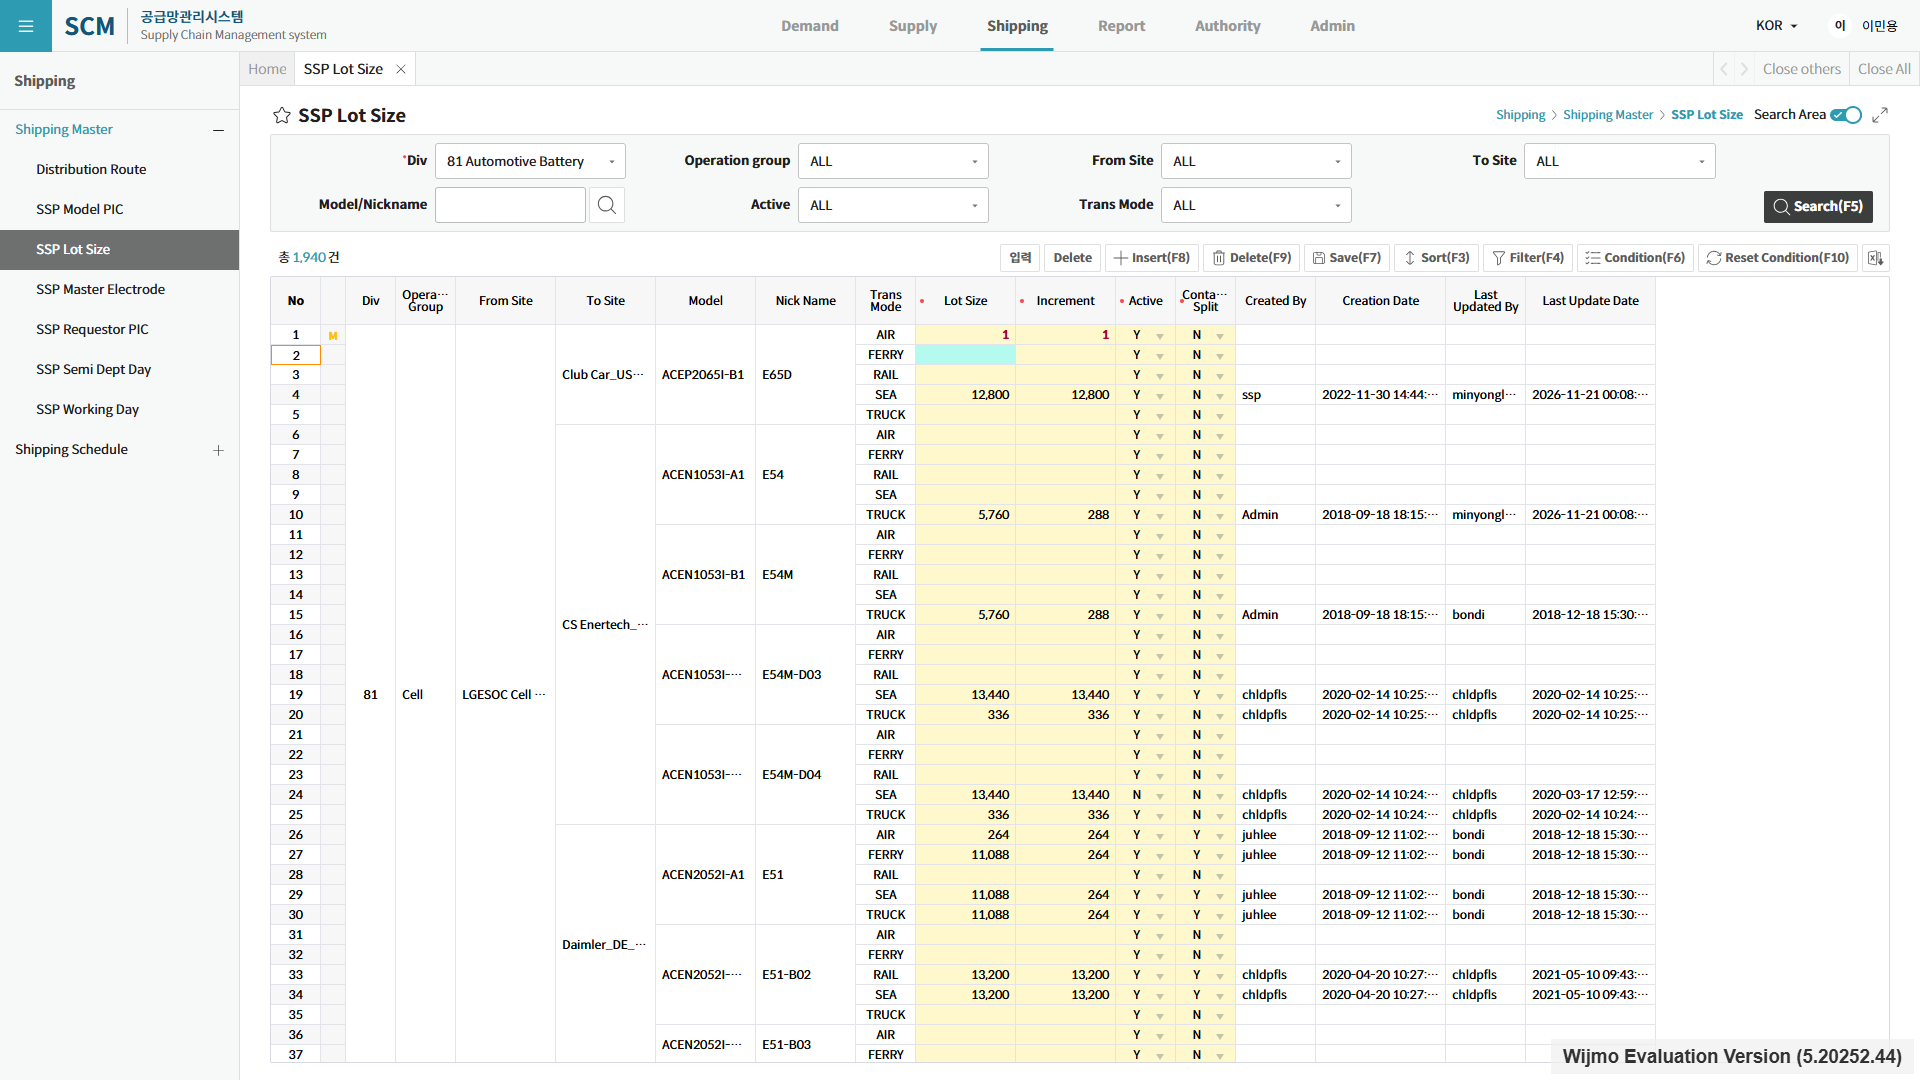 SCM
공급망관리시스템
Supply Chain Management system
Demand Supply Shipping Report Authority Admin
KOR 이 이민용
Shipping
Home SSP Lot Size
Close others Close All
Shipping Master
Distribution Route
SSP Model PIC
SSP Lot Size
SSP Master Electrode
SSP Requestor PIC
SSP Semi Dept Day
SSP Working Day
Shipping Schedule
SSP Lot Size
Shipping > Shipping Master > SSP Lot Size Search Area
*Div 81 Automotive Battery Operation group ALL From Site ALL To Site ALL
Model/Nickname Active ALL Trans Mode ALL Search(F5)
총 1,940 건
입력 Delete Insert(F8) Delete(F9) Save(F7) Sort(F3) Filter(F4) Condition(F6) Reset Condition(F10)
No Div Opera··· Group From Site To Site Model Nick Name Trans Mode Lot Size Increment Active Conta··· Split Created By Creation Date Last Updated By Last Update Date
1 M AIR 1 1 Y N
2 FERRY Y N
3 Club Car_US··· ACEP2065I-B1 E65D RAIL Y N
4 SEA 12,800 12,800 Y N ssp 2022-11-30 14:44:··· minyongl··· 2026-11-21 00:08:···
5 TRUCK Y N
6 AIR Y N
7 FERRY Y N
8 ACEN1053I-A1 E54 RAIL Y N
9 SEA Y N
10 TRUCK 5,760 288 Y N Admin 2018-09-18 18:15:··· minyongl··· 2026-11-21 00:08:···
11 AIR Y N
12 FERRY Y N
13 ACEN1053I-B1 E54M RAIL Y N
14 SEA Y N
15 TRUCK 5,760 288 Y N Admin 2018-09-18 18:15:··· bondi 2018-12-18 15:30:···
CS Enertech_···
16 AIR Y N
17 FERRY Y N
18 ACEN1053I-··· E54M-D03 RAIL Y N
19 81 Cell LGESOC Cell ··· SEA 13,440 13,440 Y Y chldpfls 2020-02-14 10:25:··· chldpfls 2020-02-14 10:25:···
20 TRUCK 336 336 Y N chldpfls 2020-02-14 10:25:··· chldpfls 2020-02-14 10:25:···
21 AIR Y N
22 FERRY Y N
23 ACEN1053I-··· E54M-D04 RAIL Y N
24 SEA 13,440 13,440 N N chldpfls 2020-02-14 10:24:··· chldpfls 2020-03-17 12:59:···
25 TRUCK 336 336 Y N chldpfls 2020-02-14 10:24:··· chldpfls 2020-02-14 10:24:···
26 AIR 264 264 Y Y juhlee 2018-09-12 11:02:··· bondi 2018-12-18 15:30:···
27 FERRY 11,088 264 Y Y juhlee 2018-09-12 11:02:··· bondi 2018-12-18 15:30:···
28 ACEN2052I-A1 E51 RAIL Y N
29 SEA 11,088 264 Y Y juhlee 2018-09-12 11:02:··· bondi 2018-12-18 15:30:···
30 TRUCK 11,088 264 Y Y juhlee 2018-09-12 11:02:··· bondi 2018-12-18 15:30:···
31 AIR Y N
Daimler_DE_···
32 FERRY Y N
33 ACEN2052I-··· E51-B02 RAIL 13,200 13,200 Y Y chldpfls 2020-04-20 10:27:··· chldpfls 2021-05-10 09:43:···
34 SEA 13,200 13,200 Y Y chldpfls 2020-04-20 10:27:··· chldpfls 2021-05-10 09:43:···
35 TRUCK Y N
36 AIR Y N
ACEN2052I-··· E51-B03
37 FERRY Y N
Wijmo Evaluation Version (5.20252.44)